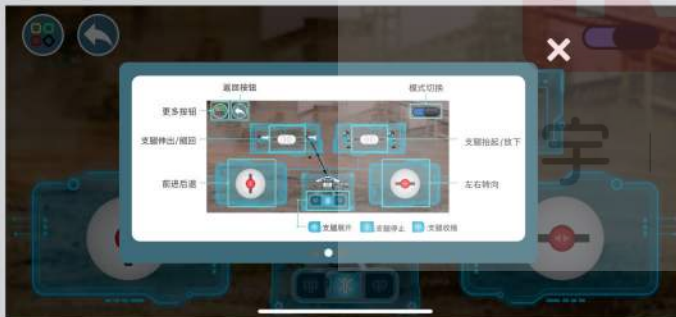 返回按钮
模式切换
更多按钮
支腿伸出/缩回
支腿抬起/放下
前进后退
左右转向
支腿展开 支腿停止 支腿收拢
宇